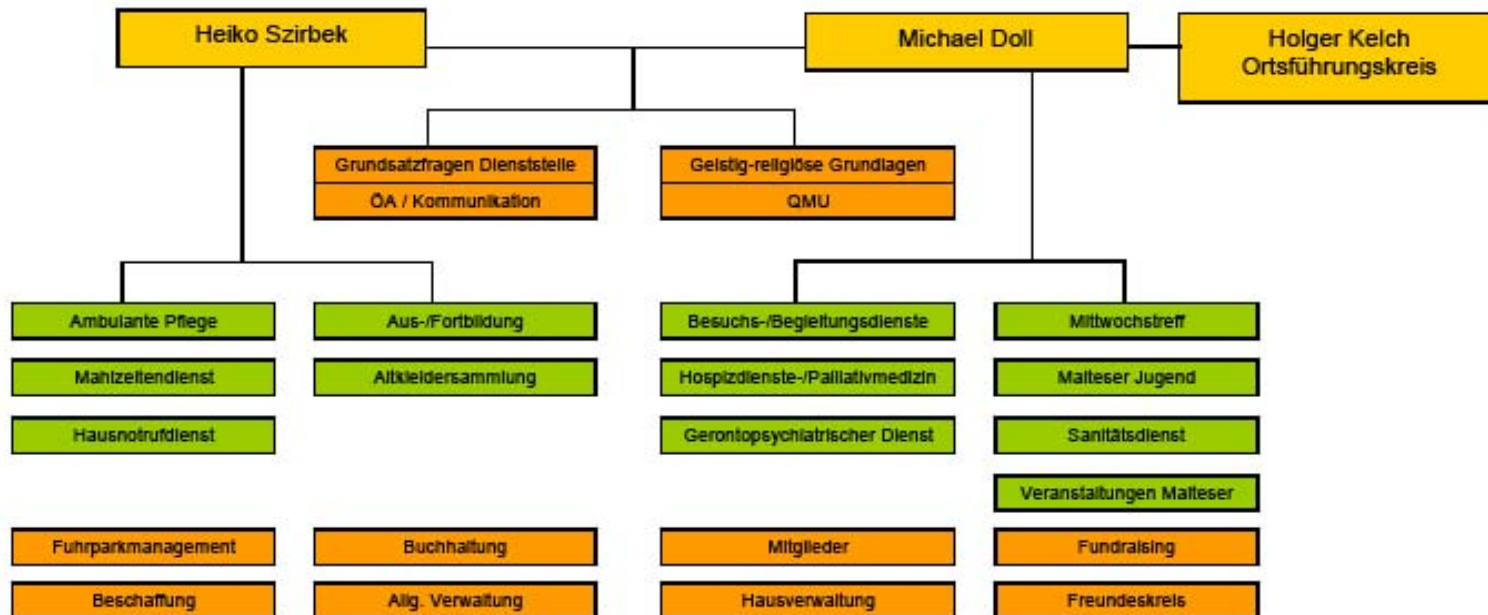 Heiko Szirbek
Michael Doll
Holger Kelch
Ortsführungskreis
Grundsatzfragen Dienststelle
ÖA / Kommunikation
Geistig-religiöse Grundlagen
QMU
Ambulante Pflege
Aus-/Fortbildung
Besuchs-/Begleitungsdienste
Mittwochstreff
Mahlzeitendienst
Altkleidersammlung
Hospizdienste-/Palliativmedizin
Malteser Jugend
Hausnotrufdienst
Gerontopsychiatrischer Dienst
Sanitätsdienst
Veranstaltungen Malteser
Fuhrparkmanagement
Buchhaltung
Mitglieder
Fundraising
Beschaffung
Allg. Verwaltung
Hausverwaltung
Freundeskreis